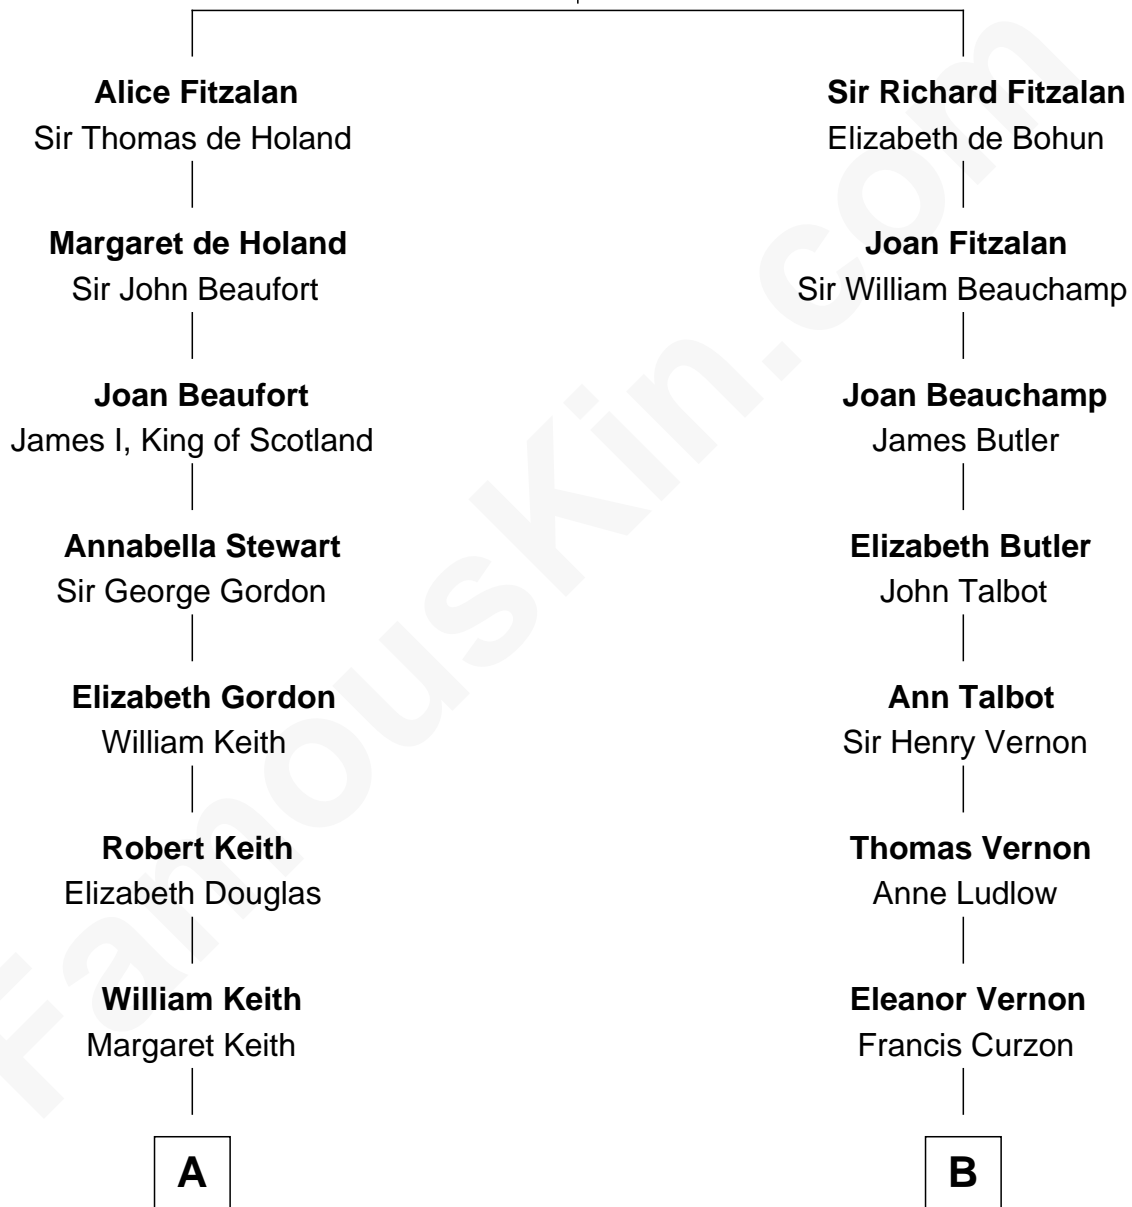 Alice Fitzalan
Sir Thomas de Holand
Margaret de Holand
Sir John Beaufort
Joan Beaufort
James I, King of Scotland
Annabella Stewart
Sir George Gordon
Elizabeth Gordon
William Keith
Robert Keith
Elizabeth Douglas
William Keith
Margaret Keith
A
Sir Richard Fitzalan
Elizabeth de Bohun
Joan Fitzalan
Sir William Beauchamp
Joan Beauchamp
James Butler
Elizabeth Butler
John Talbot
Ann Talbot
Sir Henry Vernon
Thomas Vernon
Anne Ludlow
Eleanor Vernon
Francis Curzon
B
FamousKin.com